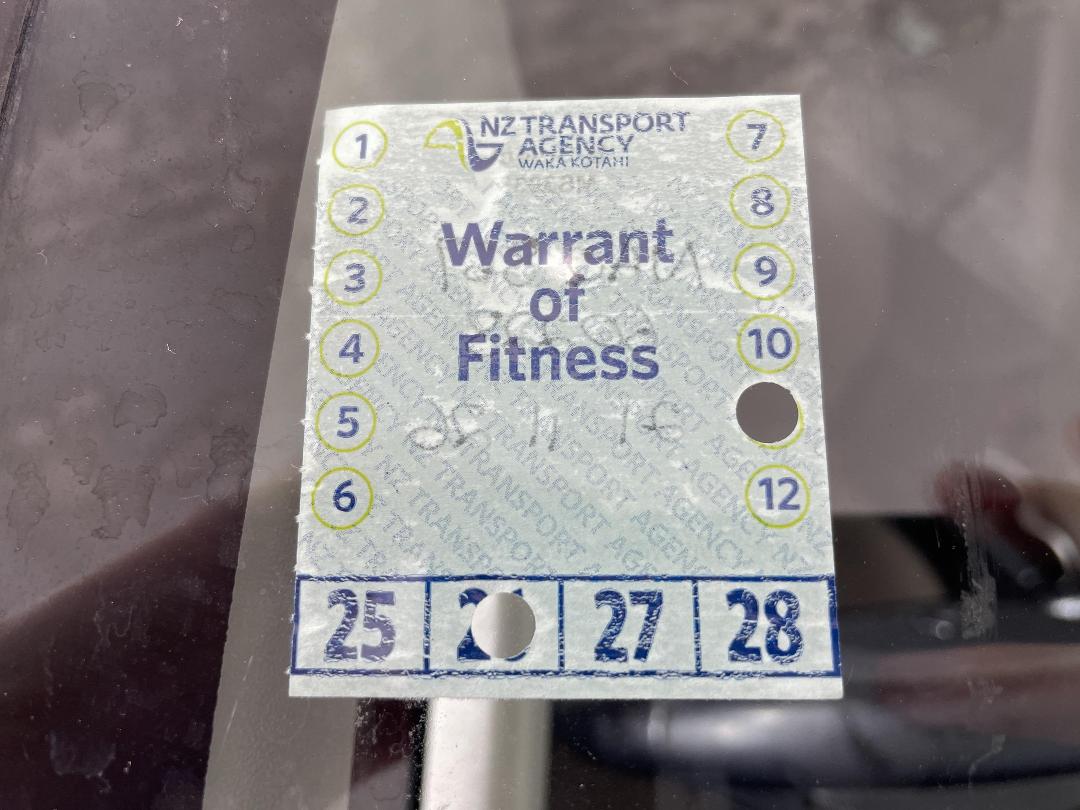 NZ TRANSPORT
AGENCY
WAKA KOTAHI
1
7
2
8
3
9
4
10
5
6
12
Warrant
of
Fitness
25
27
28